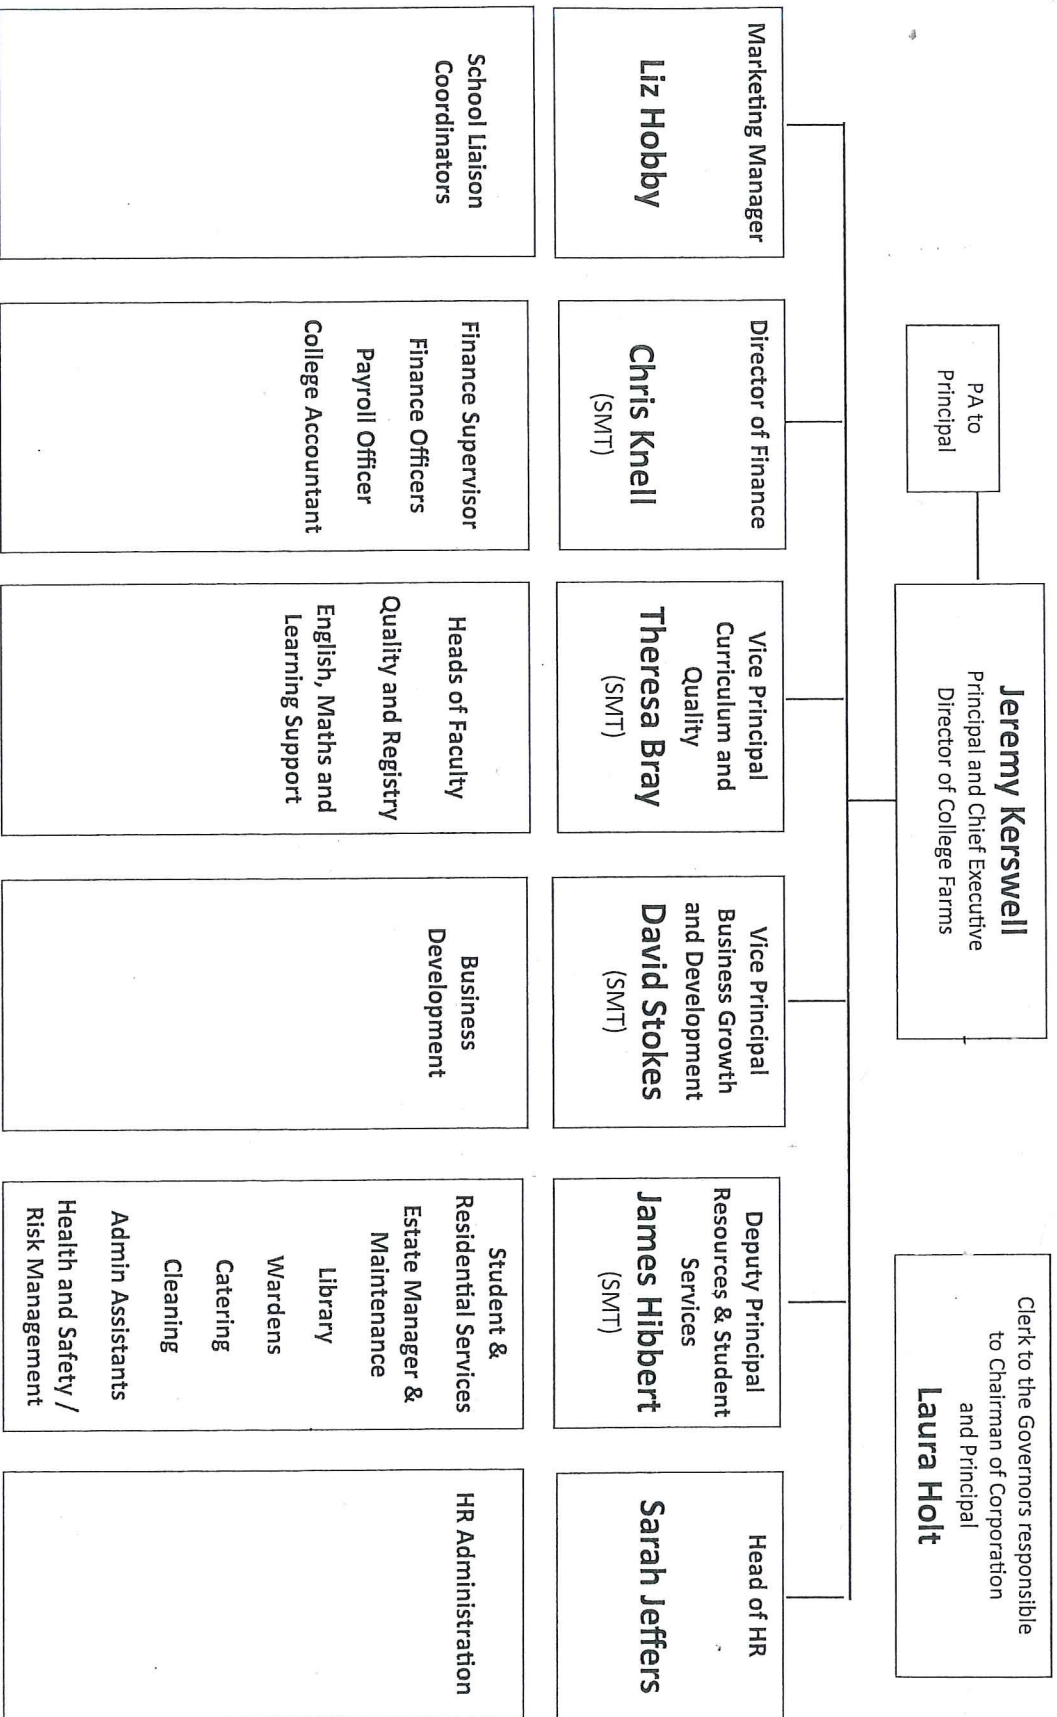 PA to
Principal
Jeremy Kerswell
Principal and Chief Executive
Director of College Farms
Clerk to the Governors responsible
to Chairman of Corporation
and Principal
Laura Holt
Marketing Manager
Liz Hobby
Director of Finance
Chris Knell
(SMT)
Vice Principal
Curriculum and
Quality
Theresa Bray
(SMT)
Vice Principal
Business Growth
and Development
David Stokes
(SMT)
Deputy Principal
Resources & Student
Services
James Hibbert
(SMT)
Head of HR
Sarah Jeffers
School Liaison
Coordinators
Finance Supervisor
Finance Officers
Payroll Officer
College Accountant
Heads of Faculty
Quality and Registry
English, Maths and
Learning Support
Business
Development
Student &
Residential Services
Estate Manager &
Maintenance
Library
Wardens
Catering
Cleaning
Admin Assistants
Health and Safety /
Risk Management
HR Administration